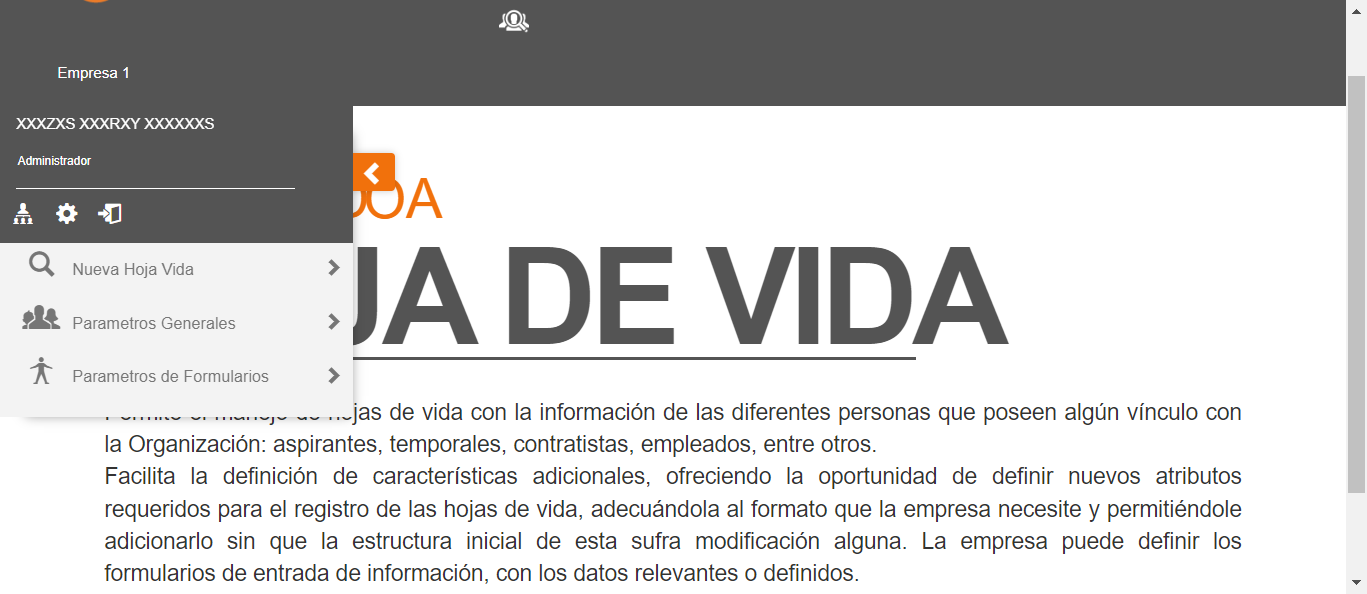 Empresa 1
XXXZXS XXXRXY XXXXXXS
Administrador
OA
JA DE VIDA
Nueva Hoja Vida
Parametros Generales
Parametros de Formularios
Permite el manejo de hojas de vida con la información de las diferentes personas que poseen algún vínculo con
la Organización: aspirantes, temporales, contratistas, empleados, entre otros.
Facilita la definición de características adicionales, ofreciendo la oportunidad de definir nuevos atributos
requeridos para el registro de las hojas de vida, adecuándola al formato que la empresa necesite y permitiéndole
adicionarlo sin que la estructura inicial de esta sufra modificación alguna. La empresa puede definir los
formularios de entrada de información, con los datos relevantes o definidos.